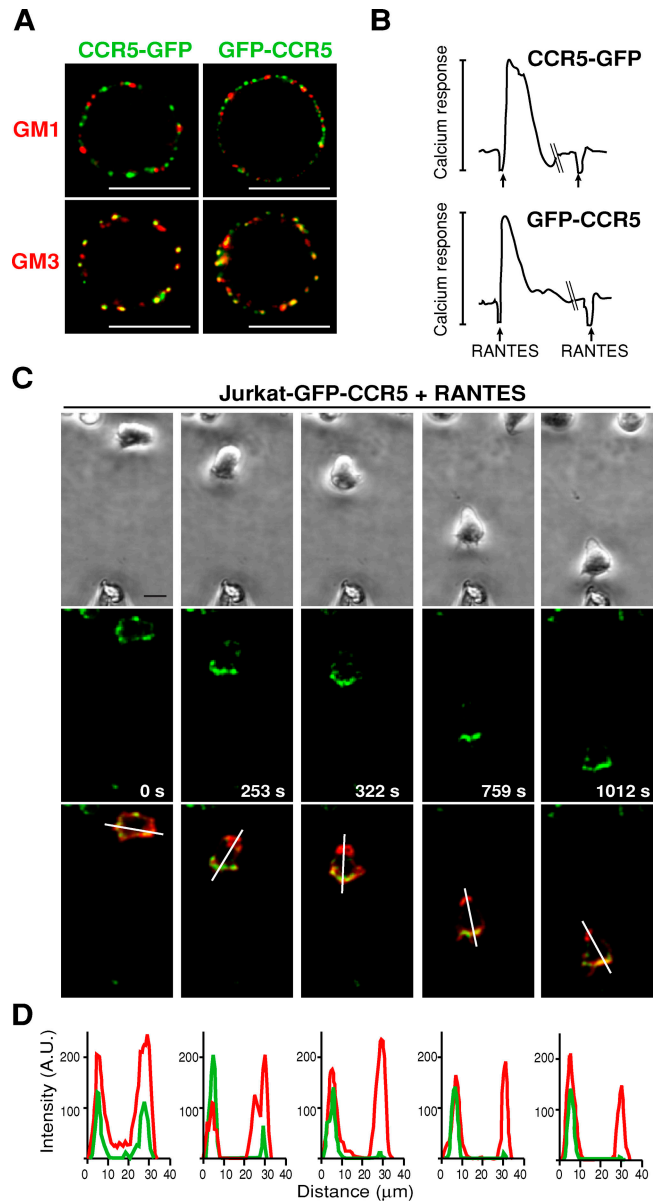 A
CCR5-GFP GFP-CCR5
GM1
GM3
B
CCR5-GFP
Calcium response
GFP-CCR5
Calcium response
RANTES RANTES
C
Jurkat-GFP-CCR5 + RANTES
0 s 253 s 322 s 759 s 1012 s
D
Intensity (A.U.)
200 200 200 200 200
100 100 100 100 100
0 10 20 30 40 0 10 20 30 40 0 10 20 30 40 0 10 20 30 40 0 10 20 30 40
Distance (μm)